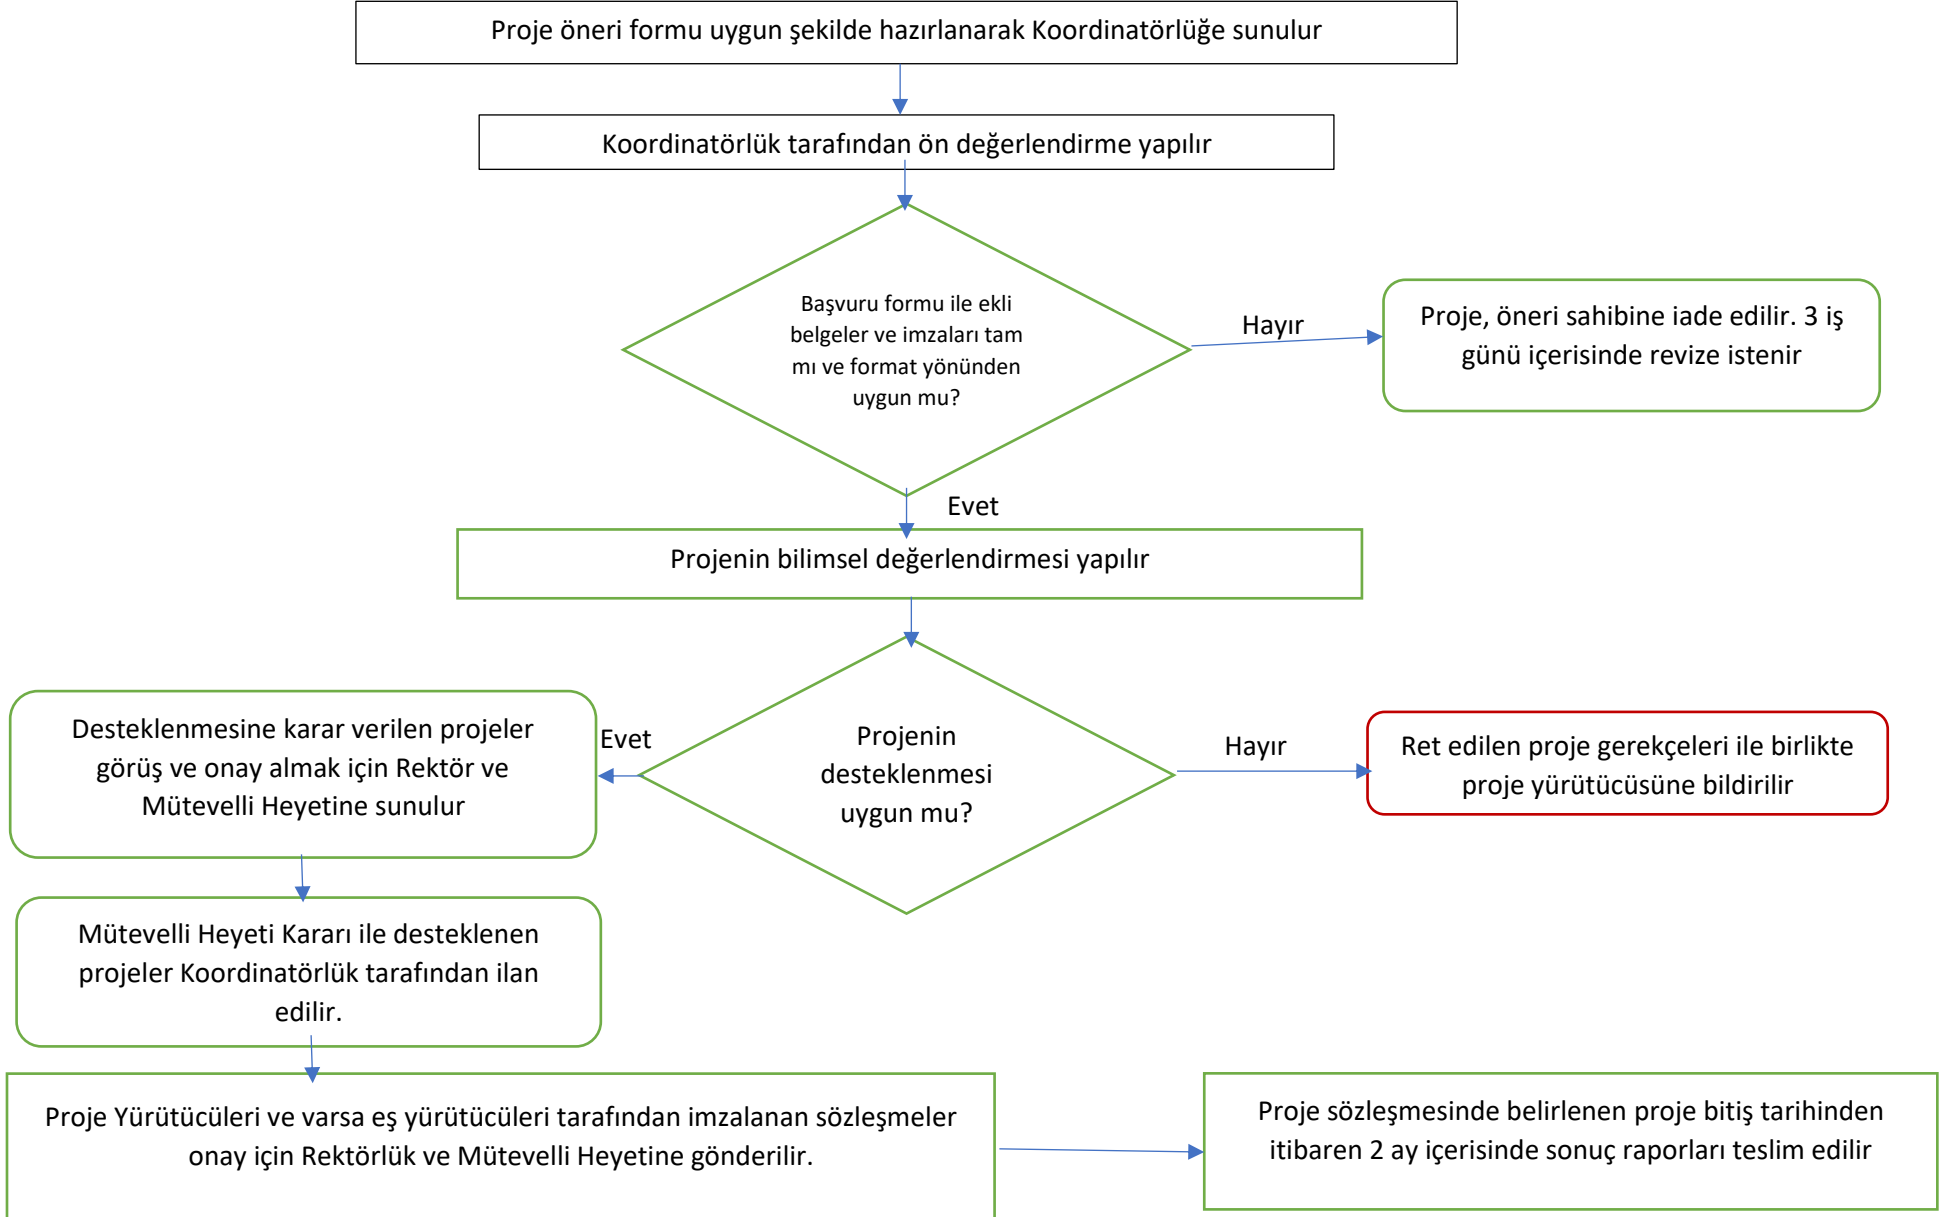 Proje öneri formu uygun şekilde hazırlanarak Koordinatörlüğe sunulur
Koordinatörlük tarafından ön değerlendirme yapılır
Başvuru formu ile ekli
belgeler ve imzaları tam
mı ve format yönünden
uygun mu?
Hayır
Proje, öneri sahibine iade edilir. 3 iş
günü içerisinde revize istenir
Evet
Projenin bilimsel değerlendirmesi yapılır
Projenin
desteklenmesi
uygun mu?
Evet
Desteklenmesine karar verilen projeler
görüş ve onay almak için Rektör ve
Mütevelli Heyetine sunulur
Hayır
Ret edilen proje gerekçeleri ile birlikte
proje yürütücüsüne bildirilir
Mütevelli Heyeti Kararı ile desteklenen
projeler Koordinatörlük tarafından ilan
edilir.
Proje Yürütücüleri ve varsa eş yürütücüleri tarafından imzalanan sözleşmeler
onay için Rektörlük ve Mütevelli Heyetine gönderilir.
Proje sözleşmesinde belirlenen proje bitiş tarihinden
itibaren 2 ay içerisinde sonuç raporları teslim edilir